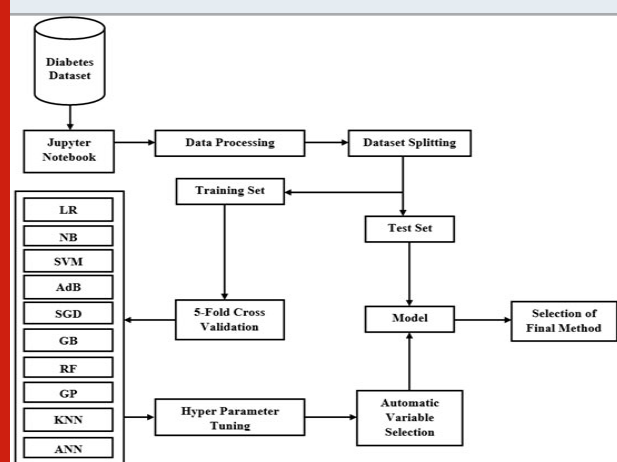 Diabetes
Dataset
Jupyter
Notebook
Data Processing
Dataset Splitting
Training Set
Test Set
LR
NB
SVM
AdB
SGD
GB
RF
GP
KNN
ANN
5-Fold Cross
Validation
Model
Selection of
Final Method
Hyper Parameter
Tuning
Automatic
Variable
Selection